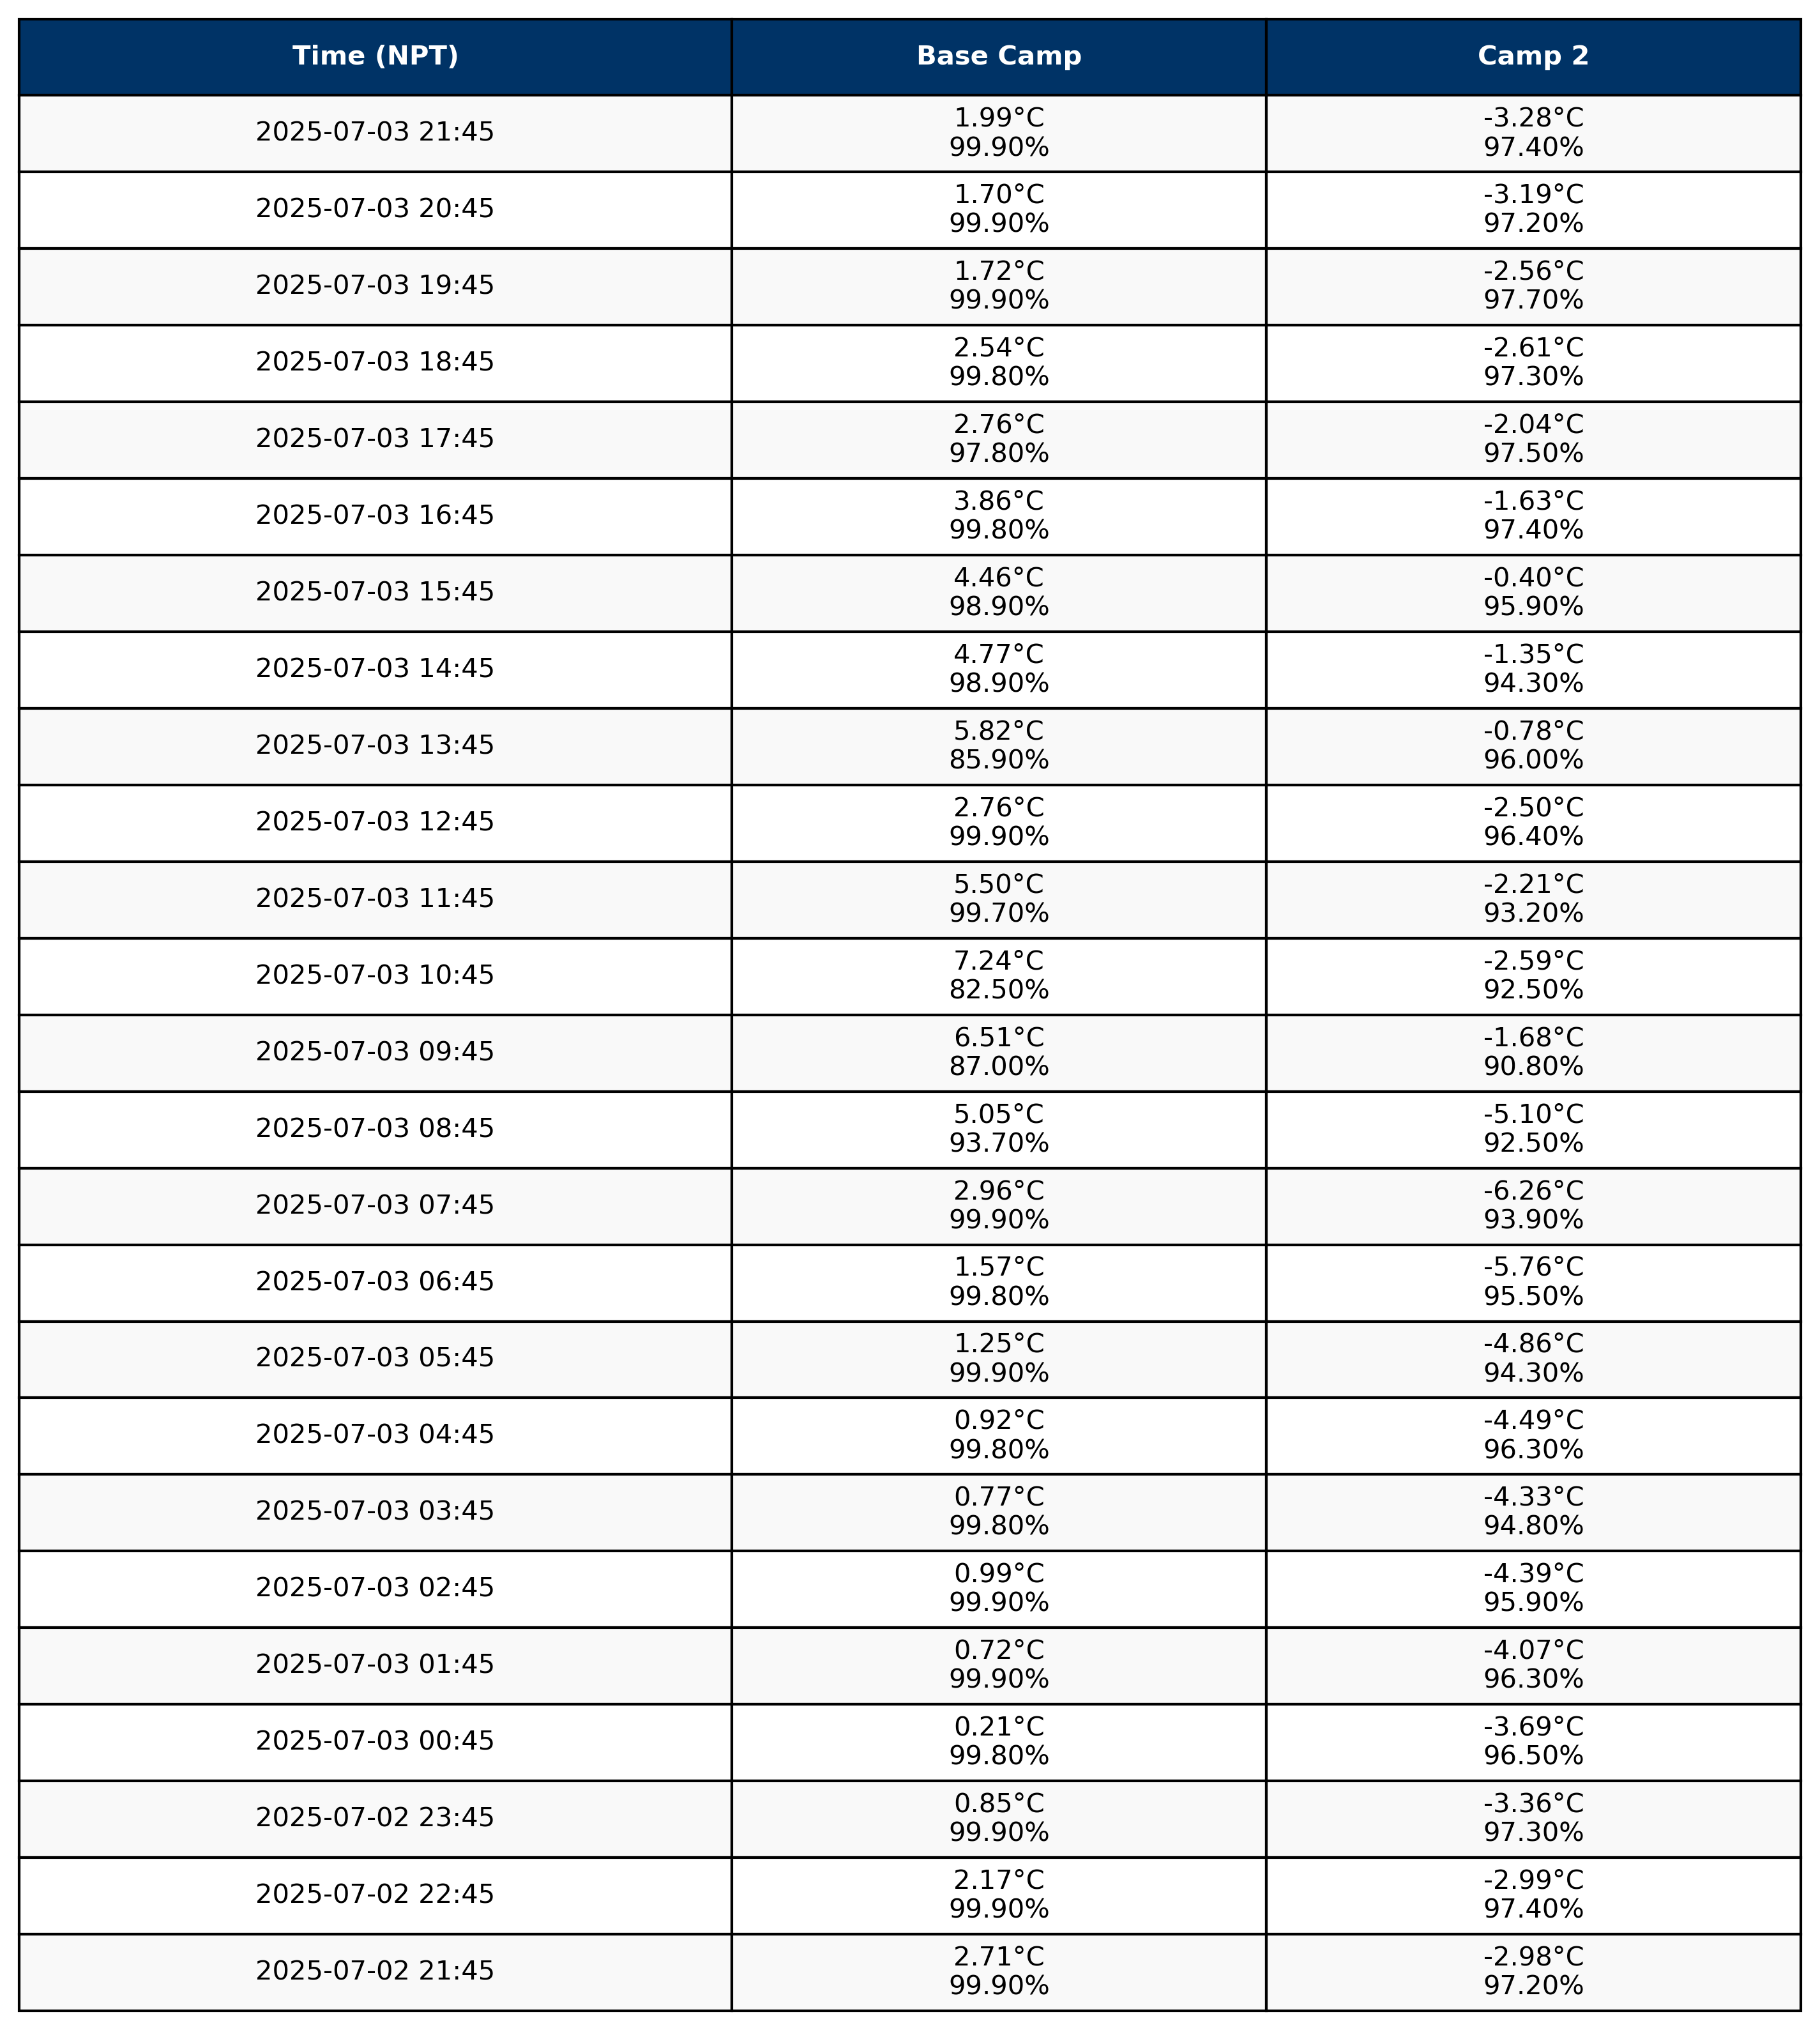 Time (NPT) Base Camp Camp 2
2025-07-03 21:45 1.99°C -3.28°C
99.90% 97.40%
2025-07-03 20:45 1.70°C -3.19°C
99.90% 97.20%
2025-07-03 19:45 1.72°C -2.56°C
99.90% 97.70%
2025-07-03 18:45 2.54°C -2.61°C
99.80% 97.30%
2025-07-03 17:45 2.76°C -2.04°C
97.80% 97.50%
2025-07-03 16:45 3.86°C -1.63°C
99.80% 97.40%
2025-07-03 15:45 4.46°C -0.40°C
98.90% 95.90%
2025-07-03 14:45 4.77°C -1.35°C
98.90% 94.30%
2025-07-03 13:45 5.82°C -0.78°C
85.90% 96.00%
2025-07-03 12:45 2.76°C -2.50°C
99.90% 96.40%
2025-07-03 11:45 5.50°C -2.21°C
99.70% 93.20%
2025-07-03 10:45 7.24°C -2.59°C
82.50% 92.50%
2025-07-03 09:45 6.51°C -1.68°C
87.00% 90.80%
2025-07-03 08:45 5.05°C -5.10°C
93.70% 92.50%
2025-07-03 07:45 2.96°C -6.26°C
99.90% 93.90%
2025-07-03 06:45 1.57°C -5.76°C
99.80% 95.50%
2025-07-03 05:45 1.25°C -4.86°C
99.90% 94.30%
2025-07-03 04:45 0.92°C -4.49°C
99.80% 96.30%
2025-07-03 03:45 0.77°C -4.33°C
99.80% 94.80%
2025-07-03 02:45 0.99°C -4.39°C
99.90% 95.90%
2025-07-03 01:45 0.72°C -4.07°C
99.90% 96.30%
2025-07-03 00:45 0.21°C -3.69°C
99.80% 96.50%
2025-07-02 23:45 0.85°C -3.36°C
99.90% 97.30%
2025-07-02 22:45 2.17°C -2.99°C
99.90% 97.40%
2025-07-02 21:45 2.71°C -2.98°C
99.90% 97.20%